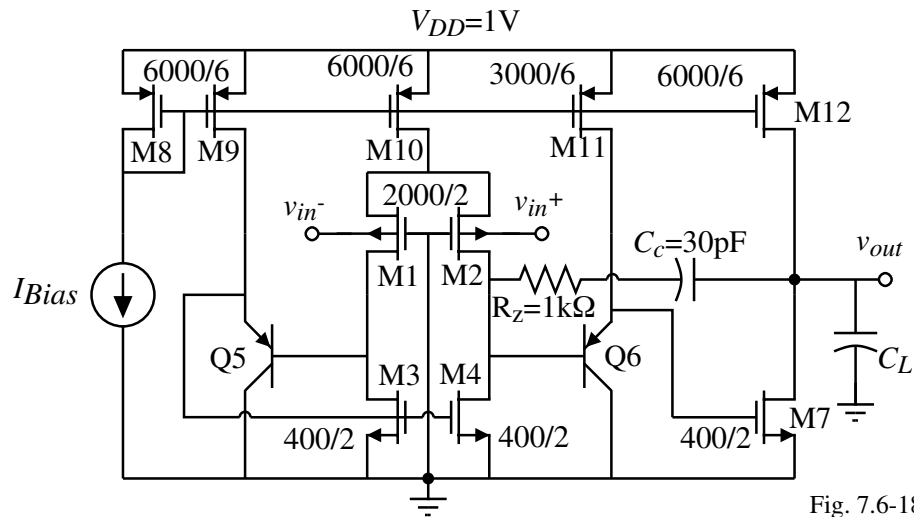 V_DD=1V
6000/6 6000/6 3000/6 6000/6
M8 M9 M10 M11 M12
2000/2
v_in- v_in+
M1 M2
C_c=30pF
v_out
I_Bias
R_z=1kΩ
Q5 Q6
C_L
M3 M4
M7
400/2 400/2 400/2
Fig. 7.6-18